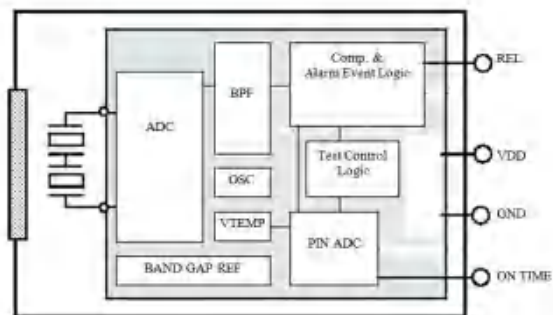 Comp. &
Alarm Event Logic
REL
BPF
ADC
Test Control
Logic
VDD
OSC
VTEMP
GND
PIN ADC
BAND GAP REF
ON TIME